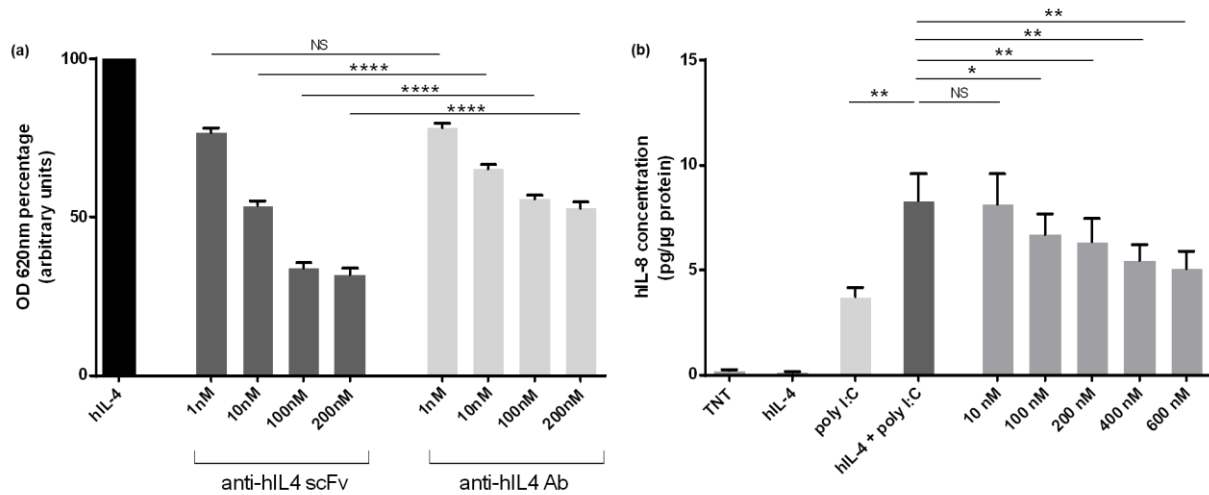 (a)
OD 620nm percentage
(arbitrary units)
100
50
0
NS
****
****
****
hIL-4
1nM
10nM
100nM
200nM
1nM
10nM
100nM
200nM
anti-hIL4 scFv
anti-hIL4 Ab
(b)
hIL-8 concentration
(pg/µg protein)
15
10
5
0
**
**
**
*
**
NS
TNT
hIL-4
poly I:C
hIL-4 + poly I:C
10 nM
100 nM
200 nM
400 nM
600 nM